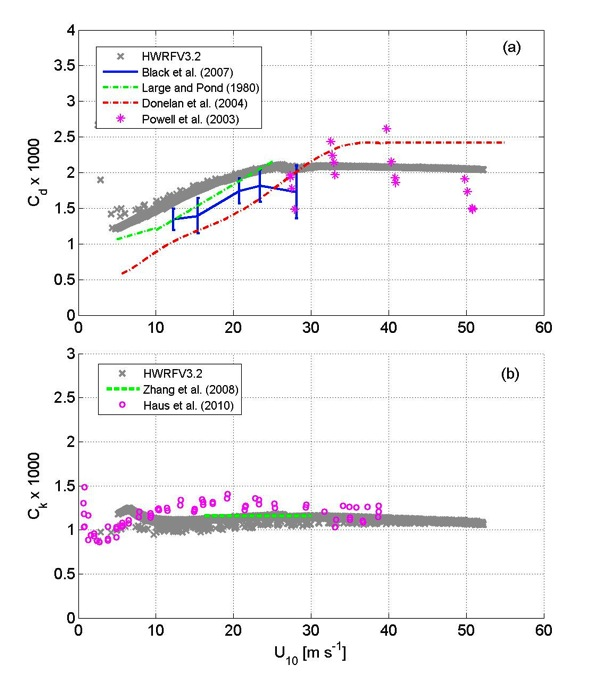 4
3.5
3
2.5
2
1.5
1
0.5
0
C_d x 1000
(a)
HWRFV3.2
Black et al. (2007)
Large and Pond (1980)
Donelan et al. (2004)
Powell et al. (2003)
0 10 20 30 40 50 60
3
2.5
2
1.5
1
0.5
0
C_k x 1000
(b)
HWRFV3.2
Zhang et al. (2008)
Haus et al. (2010)
0 10 20 30 40 50 60
U_10 [m s^-1]